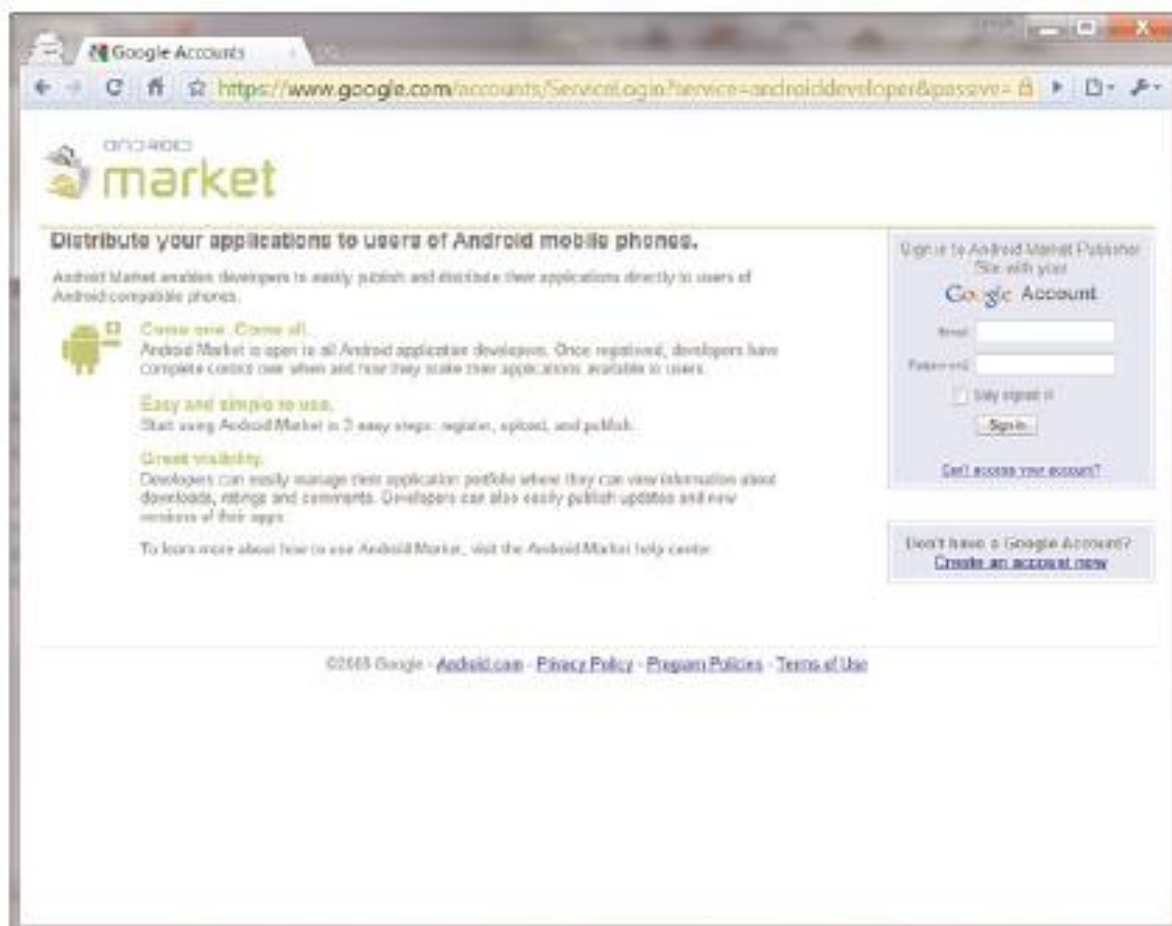 Google Accounts
https://www.google.com/accounts/ServiceLogin?service=androiddeveloper&passive=
android
market
Distribute your applications to users of Android mobile phones.
Android Market enables developers to easily publish and distribute their applications directly to users of
Android compatible phones.
Come one. Come all.
Android Market is open to all Android application developers. Once registered, developers have
complete control over when and how they make their applications available to users.
Easy and simple to use.
Start using Android Market in 3 easy steps: register, upload, and publish.
Great visibility.
Developers can easily manage their application portfolio where they can view information about
downloads, ratings and comments. Developers can also easily publish updates and new
versions of their apps.
To learn more about how to use Android Market, visit the Android Market help center.
Sign in to Android Market Publisher
Site with your
Google Account
Email:
Password:
Stay signed in
Sign in
Can't access your account?
Don't have a Google Account?
Create an account now
Google - Android.com - Privacy Policy - Program Policies - Terms of Use